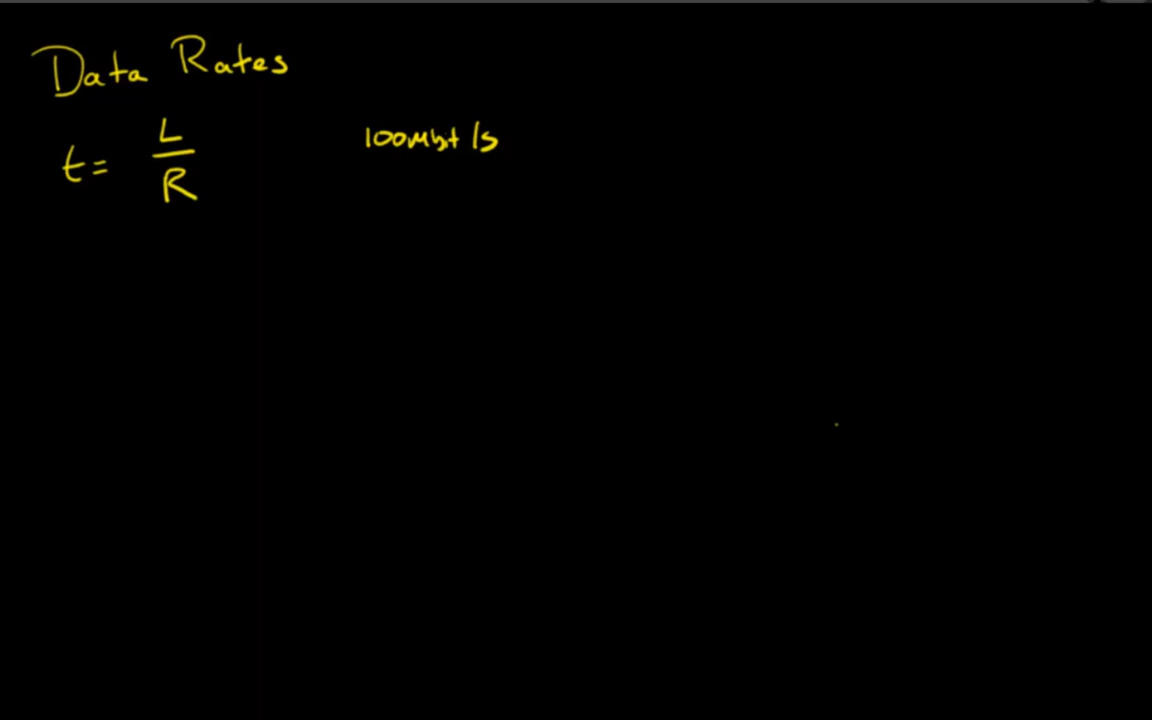 Data Rates
t = L/R
100Mbit/s